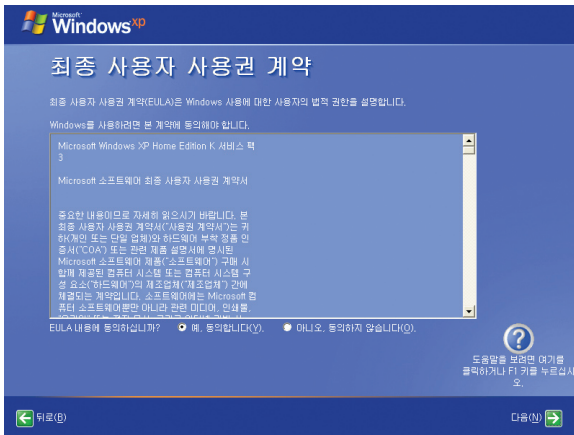 Microsoft
Windows xp
최종 사용자 사용권 계약
최종 사용자 사용권 계약(EULA)은 Windows 사용에 대한 사용자의 법적 권한을 설명합니다.
Windows를 사용하려면 본 계약에 동의해야 합니다.
Microsoft Windows XP Home Edition K 서비스 팩
3
Microsoft 소프트웨어 최종 사용자 사용권 계약서
중요한 내용이므로 자세히 읽으시기 바랍니다. 본
최종 사용자 사용권 계약서("사용권 계약서")는 귀
하(개인 또는 단일 업체)와 하드웨어 부착 정품 인
증서("COA") 또는 관련 제품 설명서에 명시된
Microsoft 소프트웨어 제품("소프트웨어") 구매 시
함께 제공된 컴퓨터 시스템 또는 컴퓨터 시스템 구
성 요소("하드웨어")의 제조업체("제조업체") 간에
체결되는 계약입니다. 소프트웨어에는 Microsoft 컴
퓨터 소프트웨어뿐만 아니라 관련 미디어, 인쇄물,
EULA 내용에 동의하십니까?
예, 동의합니다(Y).
아니오, 동의하지 않습니다(O).
도움말을 보려면 여기를
클릭하거나 F1 키를 누르십시
오.
뒤로(B)
다음(N)